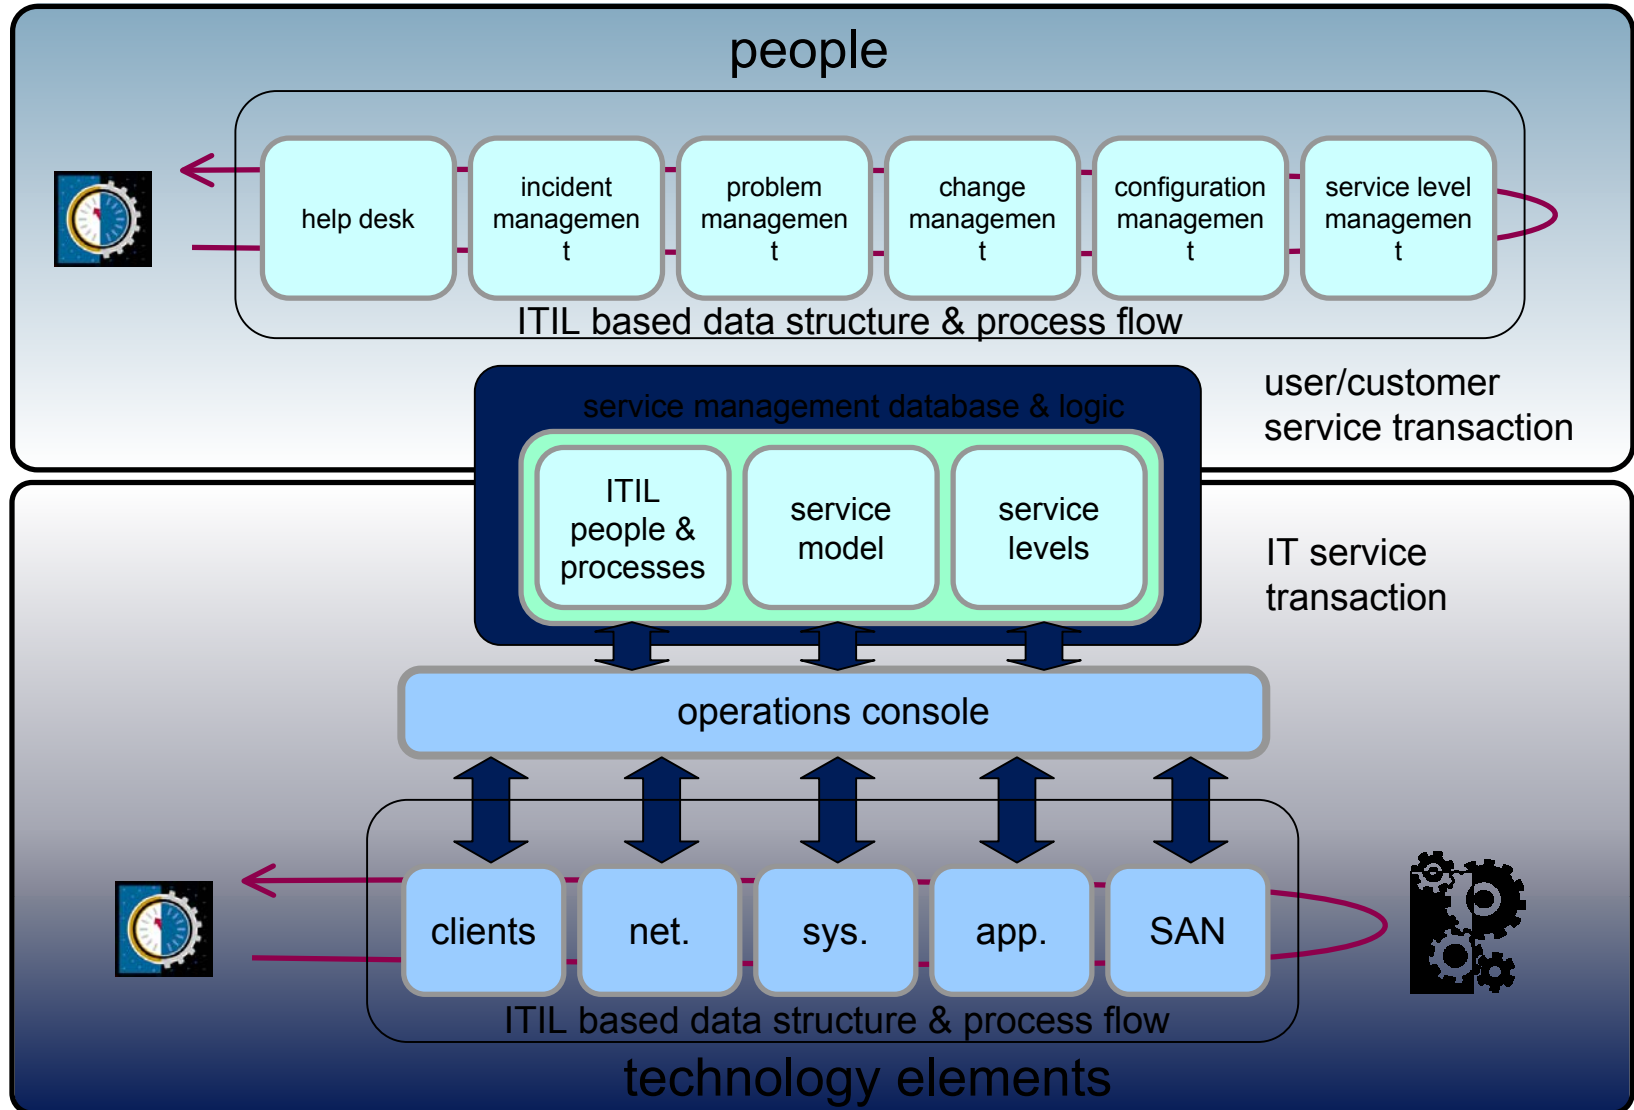 people
help desk
incident
managemen
t
problem
managemen
t
change
managemen
t
configuration
managemen
t
service level
managemen
t
ITIL based data structure & process flow
user/customer
service transaction
service management database & logic
ITIL
people &
processes
service
model
service
levels
IT service
transaction
operations console
clients
net.
sys.
app.
SAN
ITIL based data structure & process flow
technology elements